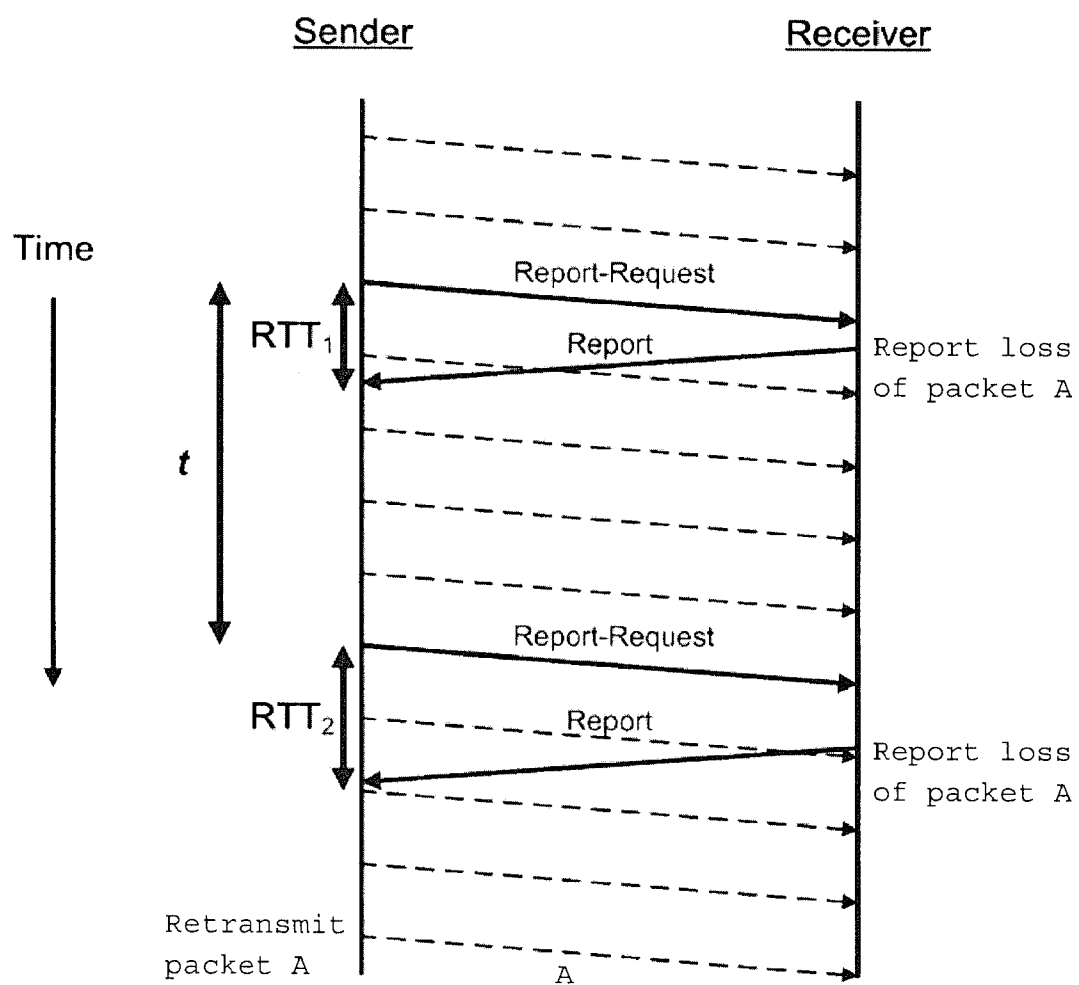 Sender
Receiver
Time
Report-Request
RTT1
Report
Report loss
of packet A
t
Report-Request
RTT2
Report
Report loss
of packet A
Retransmit
packet A
A